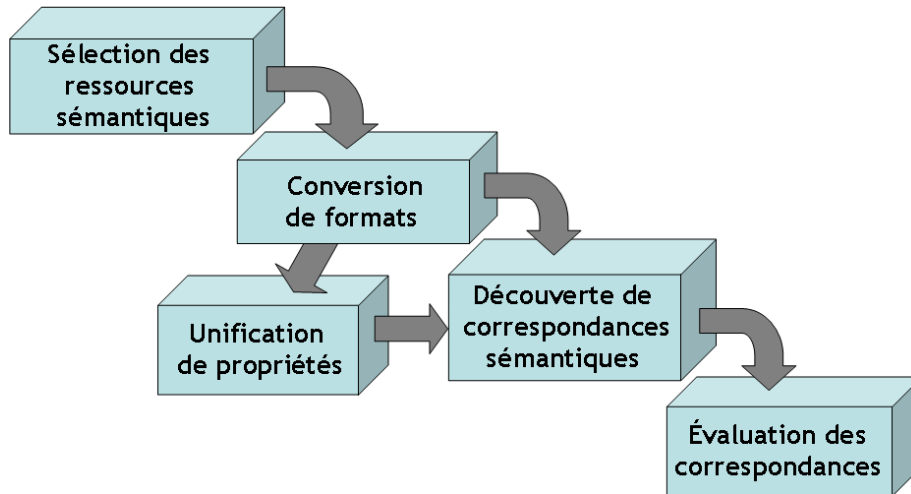 Sélection des
ressources
sémantiques
Conversion
de formats
Unification
de propriétés
Découverte de
correspondances
sémantiques
Évaluation des
correspondances